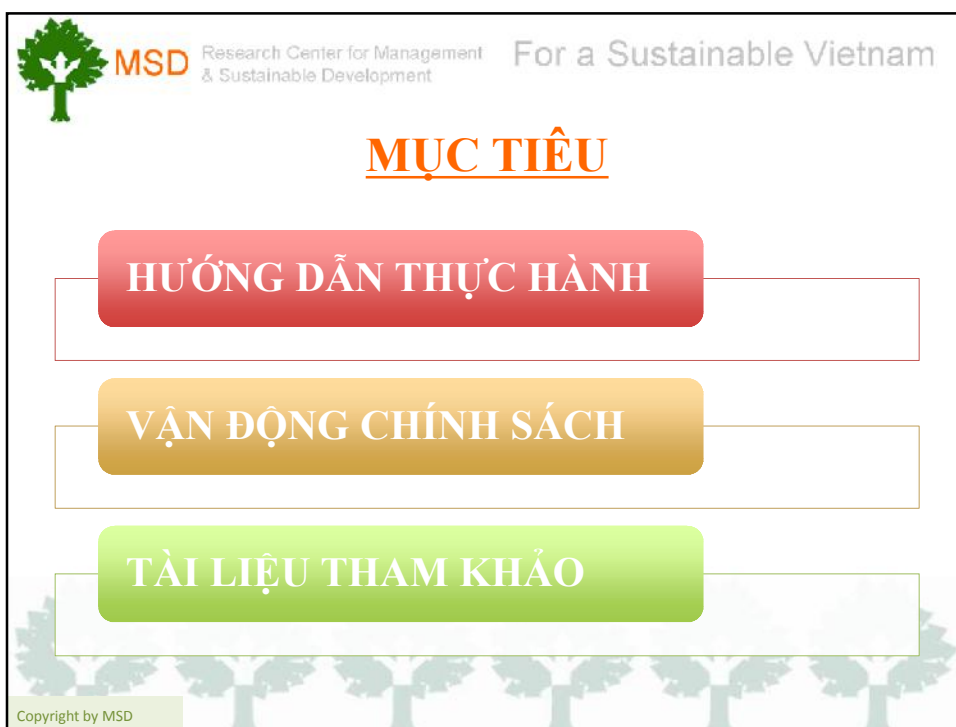 MSD Research Center for Management For a Sustainable Vietnam
& Sustainable Development
MỤC TIÊU
HƯỚNG DẪN THỰC HÀNH
VẬN ĐỘNG CHÍNH SÁCH
TÀI LIỆU THAM KHẢO
Copyright by MSD